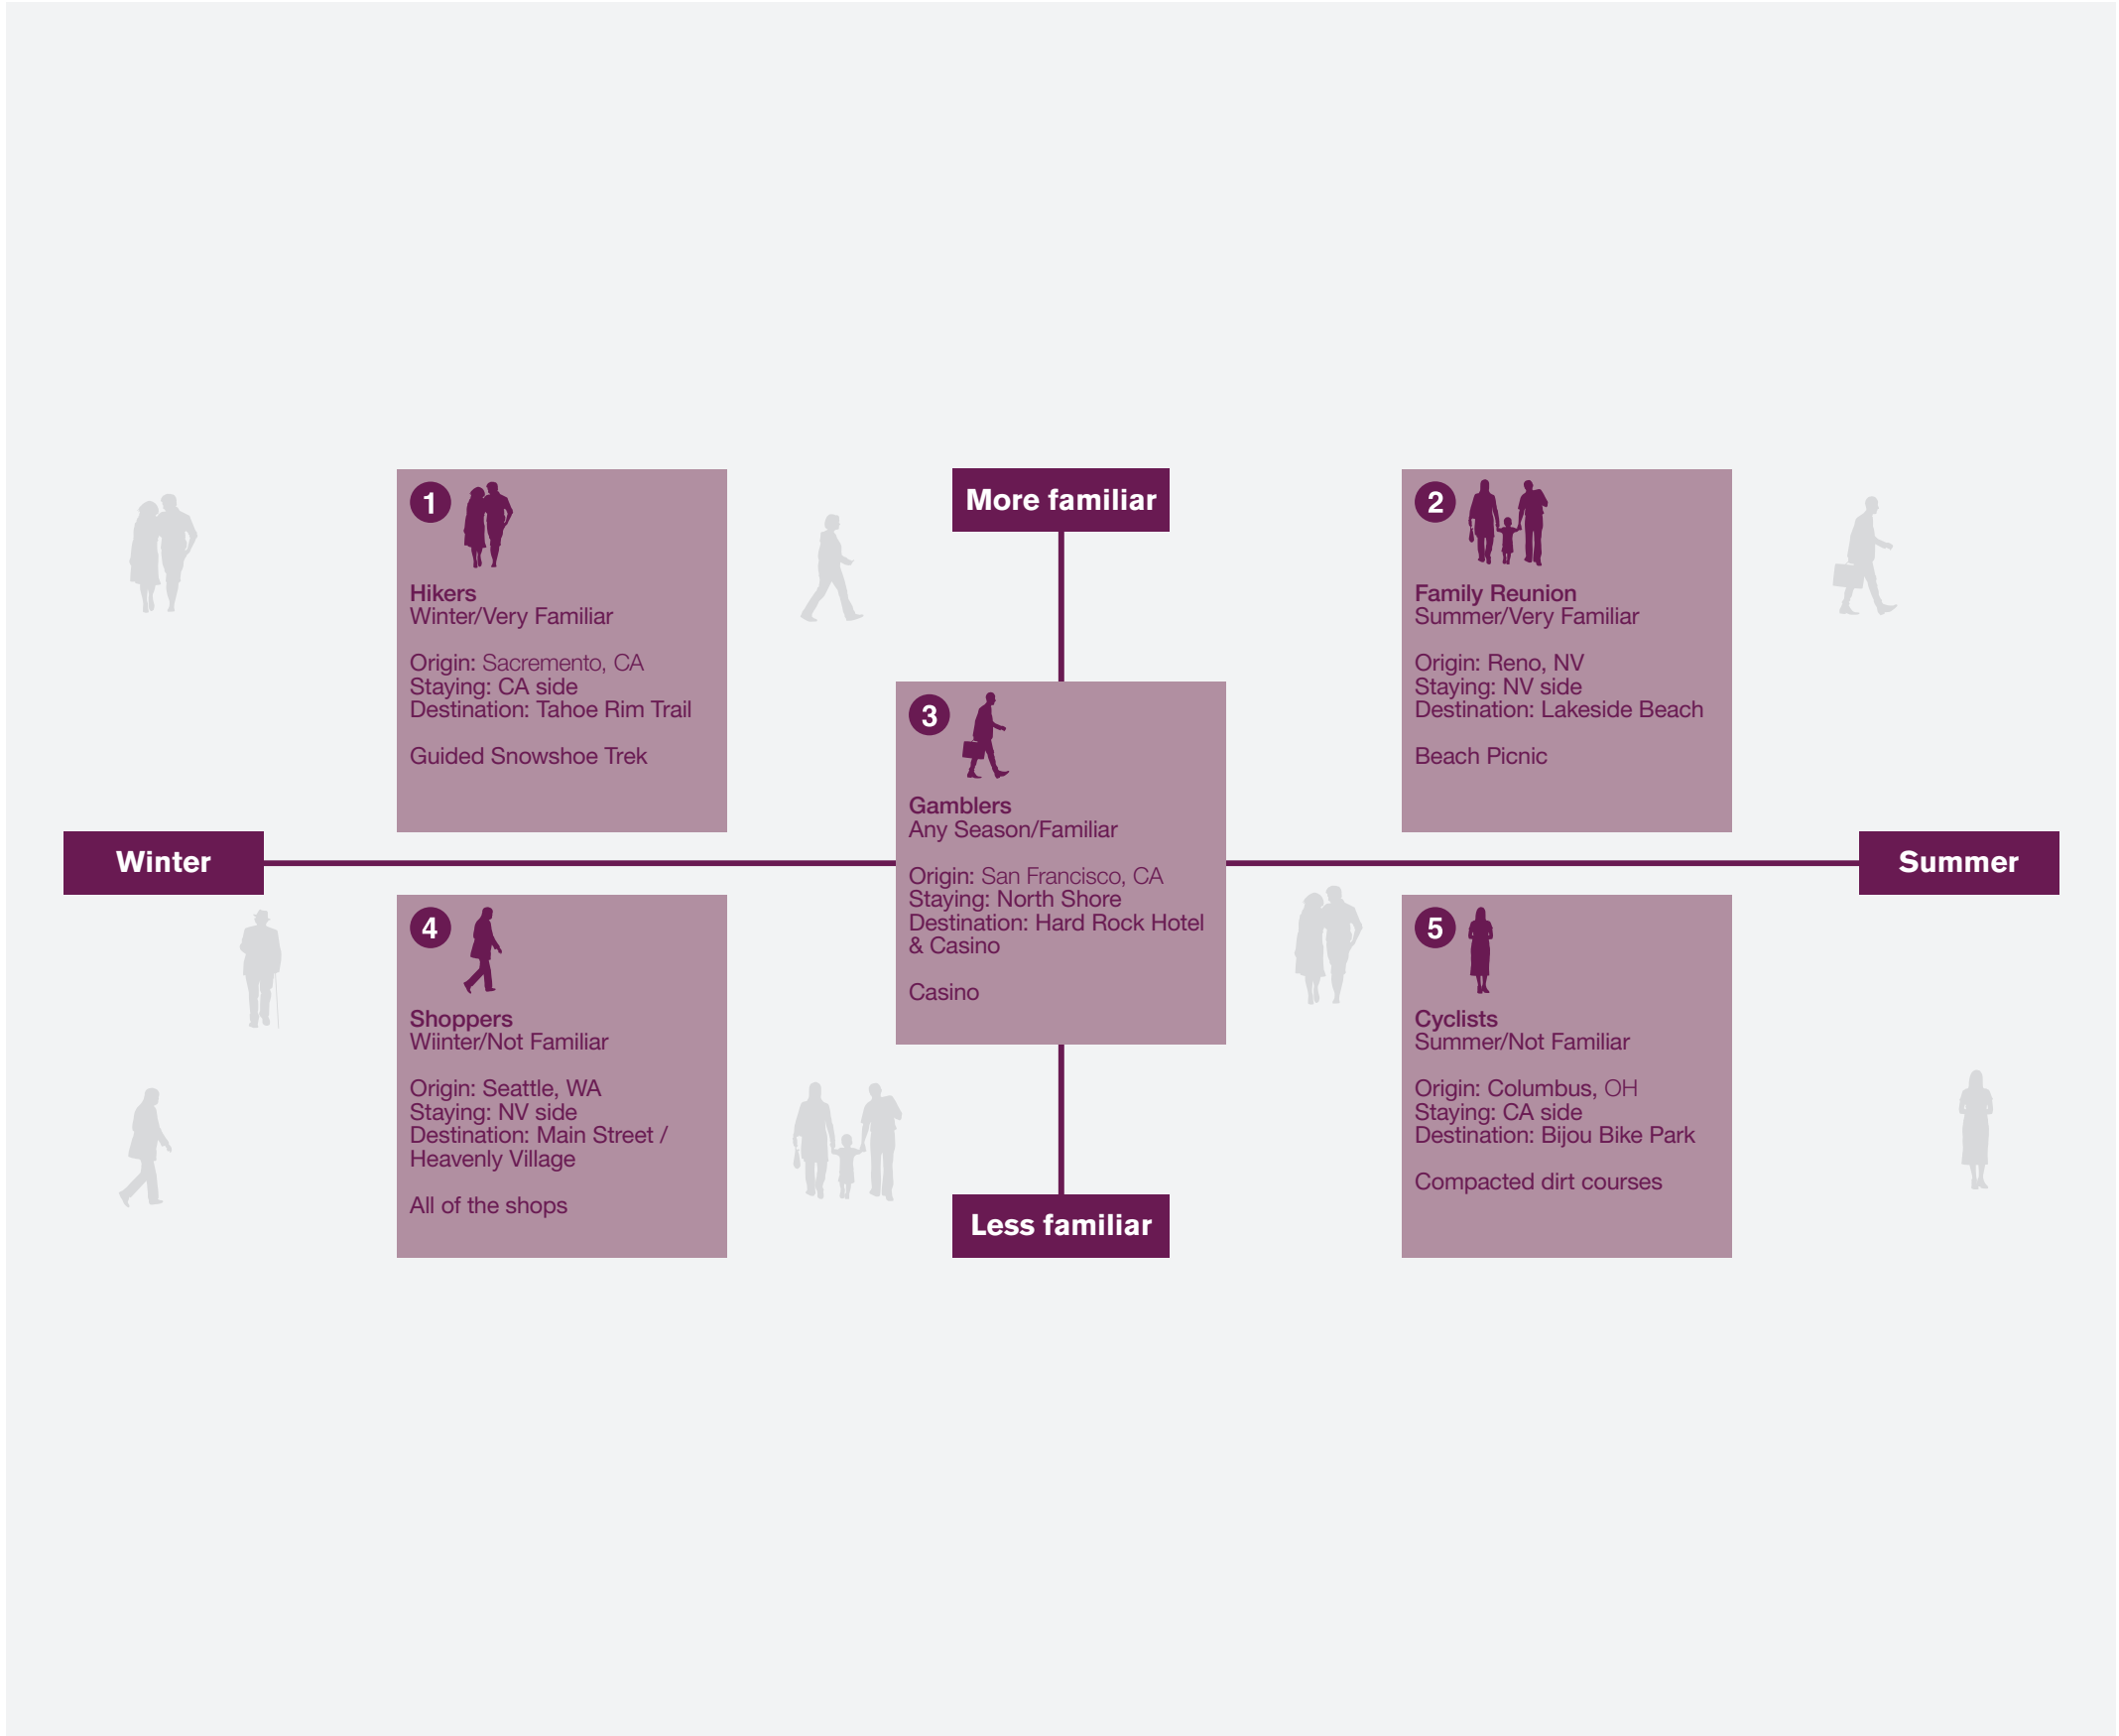 1
Hikers
Winter/Very Familiar
Origin: Sacremento, CA
Staying: CA side
Destination: Tahoe Rim Trail
Guided Snowshoe Trek
More familiar
2
Family Reunion
Summer/Very Familiar
Origin: Reno, NV
Staying: NV side
Destination: Lakeside Beach
Beach Picnic
Winter
3
Gamblers
Any Season/Familiar
Origin: San Francisco, CA
Staying: North Shore
Destination: Hard Rock Hotel
& Casino
Casino
Summer
4
Shoppers
Wiinter/Not Familiar
Origin: Seattle, WA
Staying: NV side
Destination: Main Street /
Heavenly Village
All of the shops
Less familiar
5
Cyclists
Summer/Not Familiar
Origin: Columbus, OH
Staying: CA side
Destination: Bijou Bike Park
Compacted dirt courses